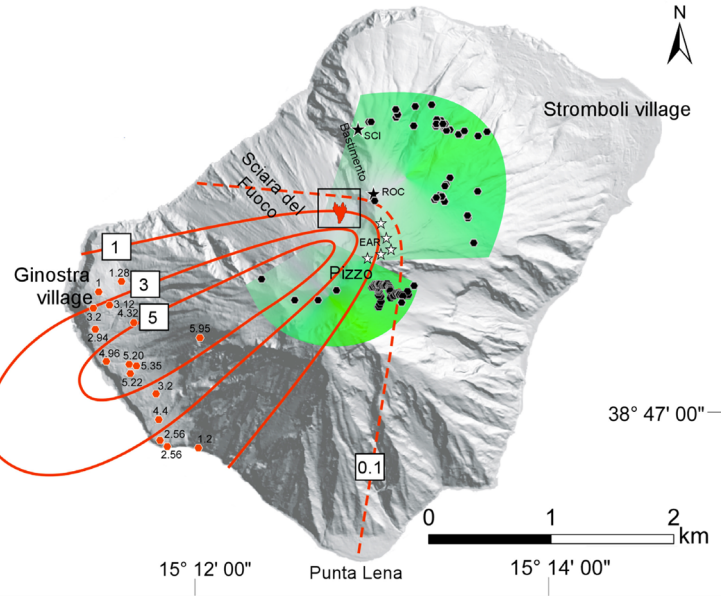 N
Stromboli village
SCI
Bastimento
Sciara del
Fuoco
ROC
EAR
Pizzo
1
3
5
Ginostra
village
1.28
1
3.12
3.2
4.32
2.94
5.95
4.96
5.20
5.35
5.22
3.2
4.4
2.56
2.56
1.2
0.1
38° 47' 00"
0
1
2
km
15° 12' 00"
Punta Lena
15° 14' 00"